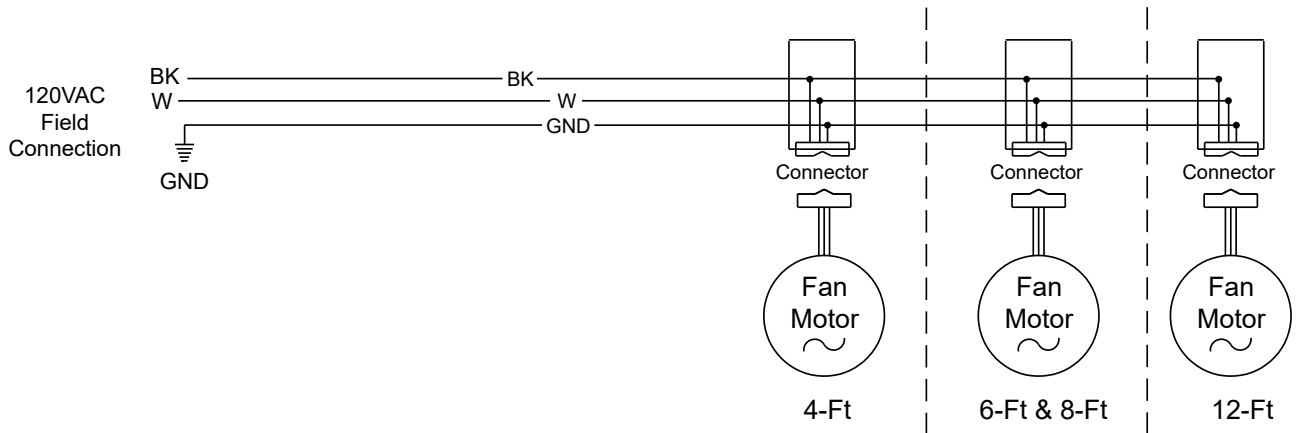 120VAC
Field
Connection
BK
W
GND
BK
W
GND
Connector
Connector
Connector
Fan
Motor
Fan
Motor
Fan
Motor
4-Ft
6-Ft & 8-Ft
12-Ft